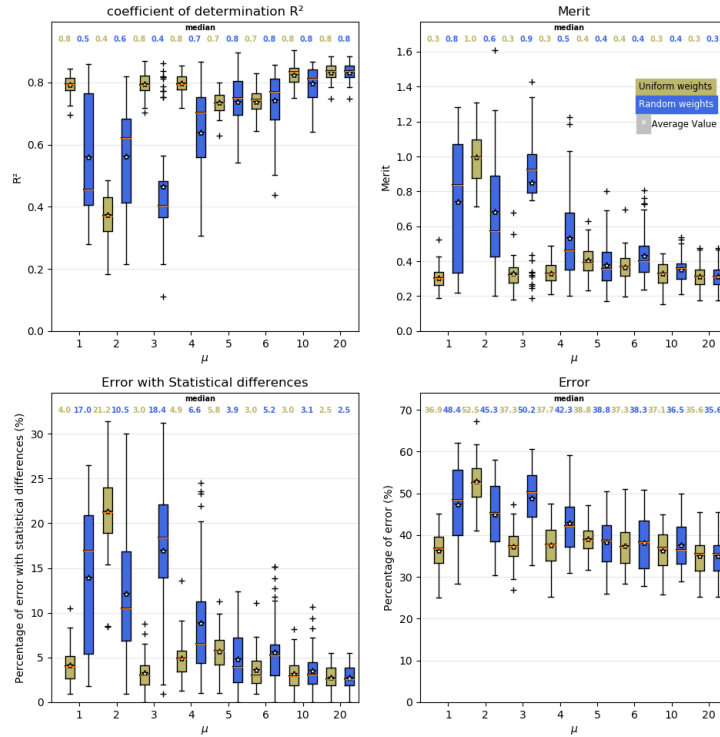 coefficient of determination R²
median
0.8 0.5 0.4 0.6 0.8 0.4 0.8 0.7 0.7 0.8 0.7 0.8 0.8 0.8 0.8 0.8
0.8
0.6
0.4
0.2
0.0
R²
1 2 3 4 5 6 10 20
μ
Merit
median
0.3 0.8 1.0 0.6 0.3 0.9 0.3 0.5 0.4 0.4 0.4 0.4 0.3 0.4 0.3 0.3
Uniform weights
Random weights
Average Value
1.6
1.4
1.2
1.0
0.8
0.6
0.4
0.2
0.0
Merit
1 2 3 4 5 6 10 20
μ
Error with Statistical differences
median
4.0 17.0 21.2 10.5 3.0 18.4 4.9 6.6 5.8 3.9 3.0 5.2 3.0 3.1 2.5 2.5
30
25
20
15
10
5
0
Percentage of error with statistical differences (%)
1 2 3 4 5 6 10 20
μ
Error
median
36.9 48.4 52.5 45.3 37.3 50.2 37.7 42.3 38.8 38.8 37.3 38.3 37.1 36.5 35.6 35.6
70
60
50
40
30
20
10
0
Percentage of error (%)
1 2 3 4 5 6 10 20
μ